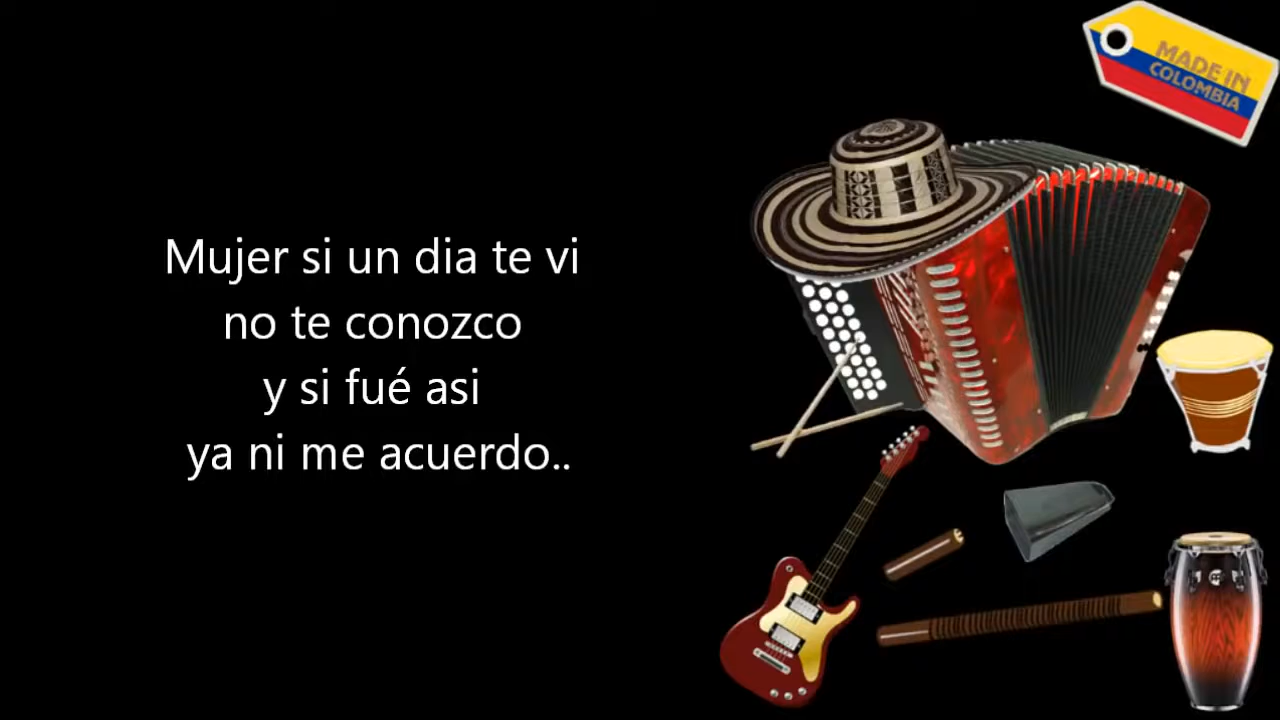 MADE IN
COLOMBIA
Mujer si un dia te vi
no te conozco
y si fué asi
ya ni me acuerdo..